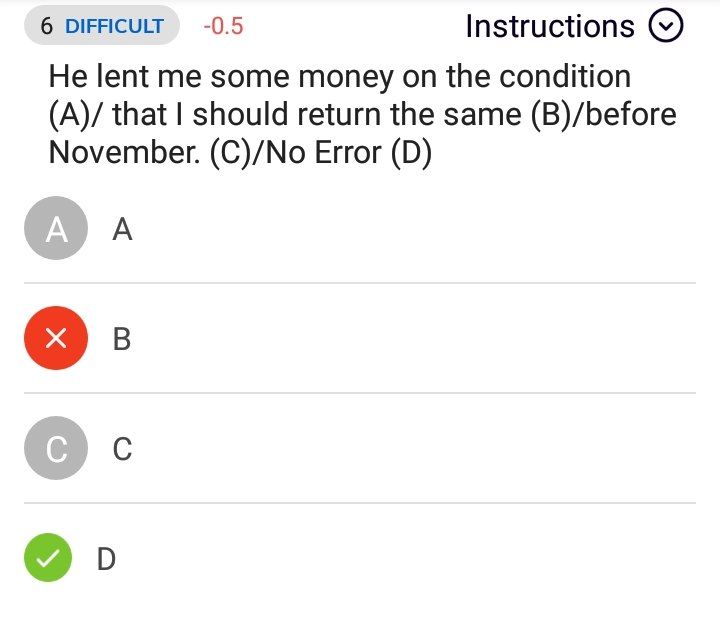 6 DIFFICULT -0.5 Instructions
He lent me some money on the condition
(A)/ that I should return the same (B)/before
November. (C)/No Error (D)
A A
B
C C
D